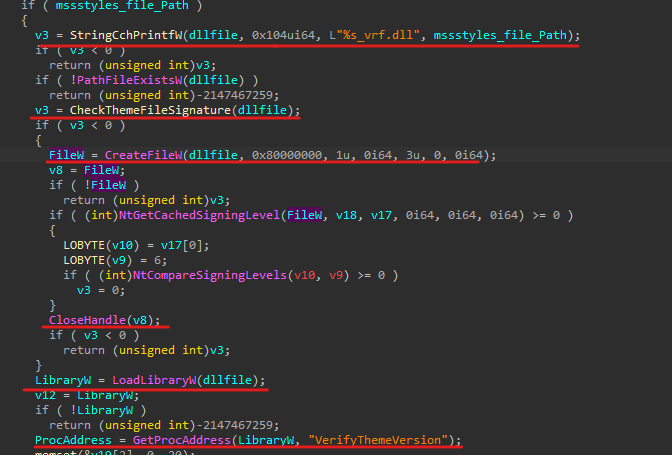 if ( mssstyles_file_Path )
{
v3 = StringCchPrintfW(dllfile, 0x104ui64, L"%s_vrf.dll", mssstyles_file_Path);
if ( v3 < 0 )
return (unsigned int)v3;
if ( !PathFileExistsW(dllfile) )
return (unsigned int)-2147467259;
v3 = CheckThemeFileSignature(dllfile);
if ( v3 < 0 )
{
FileW = CreateFileW(dllfile, 0x80000000, 1u, 0i64, 3u, 0, 0i64);
v8 = FileW;
if ( !FileW )
return (unsigned int)v3;
if ( (int)NtGetCachedSigningLevel(FileW, v18, v17, 0i64, 0i64, 0i64) >= 0 )
{
LOBYTE(v10) = v17[0];
LOBYTE(v9) = 6;
if ( (int)NtCompareSigningLevels(v10, v9) >= 0 )
v3 = 0;
}
CloseHandle(v8);
if ( v3 < 0 )
return (unsigned int)v3;
}
LibraryW = LoadLibraryW(dllfile);
v12 = LibraryW;
if ( !LibraryW )
return (unsigned int)-2147467259;
ProcAddress = GetProcAddress(LibraryW, "VerifyThemeVersion");